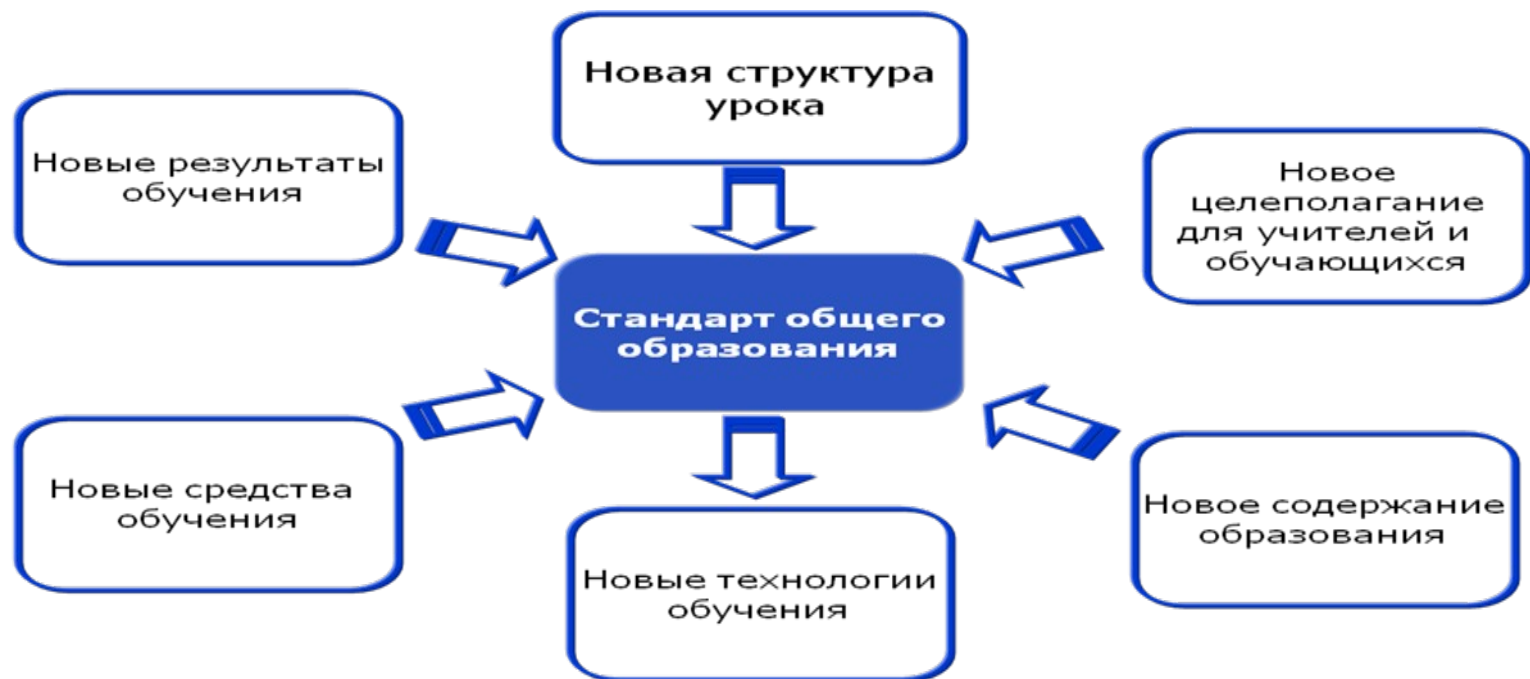 Новая структура
урока
Новые результаты
обучения
Новое
целеполагание
для учителей и
обучающихся
Стандарт общего
образования
Новые средства
обучения
Новое содержание
образования
Новые технологии
обучения